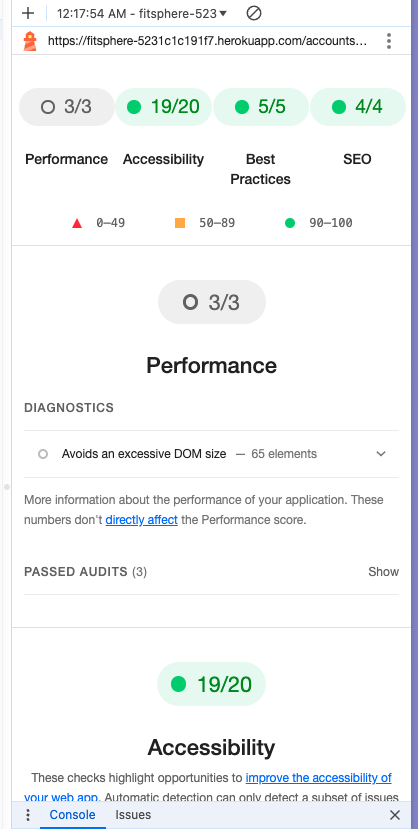 12:17:54 AM - fitsphere-523
https://fitsphere-5231c1c191f7.herokuapp.com/accounts...
3/3 19/20 5/5 4/4
Performance Accessibility Best Practices SEO
0–49 50–89 90–100
3/3
Performance
DIAGNOSTICS
Avoids an excessive DOM size — 65 elements
More information about the performance of your application. These
numbers don't directly affect the Performance score.
PASSED AUDITS (3) Show
19/20
Accessibility
These checks highlight opportunities to improve the accessibility of
your web app. Automatic detection can only detect a subset of issues
Console Issues